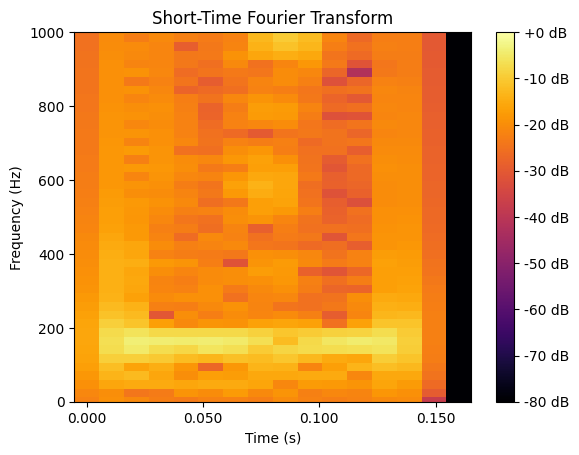 Short-Time Fourier Transform
Frequency (Hz)
1000
800
600
400
200
0
0.000
0.050
0.100
0.150
Time (s)
+0 dB
-10 dB
-20 dB
-30 dB
-40 dB
-50 dB
-60 dB
-70 dB
-80 dB